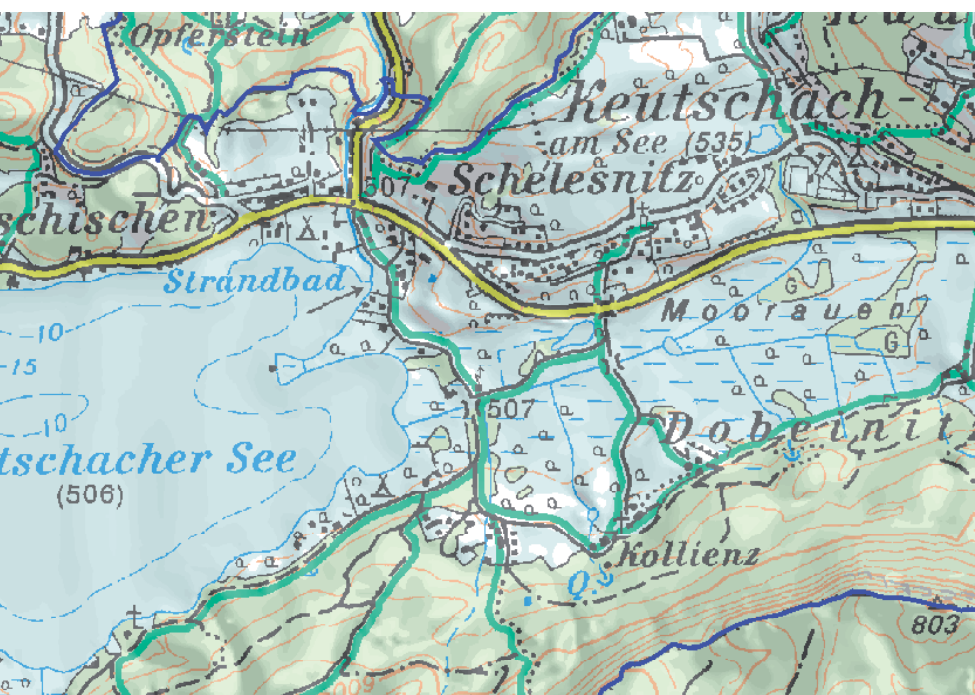 Opferstein
Keutschach-
am See (535)
Schelesnitz
507
schischen
Strandbad
Moorauen
G
G
-10
-15
507
10
Dobeinitz
tschacher See
(506)
Kollienz
Q.
803